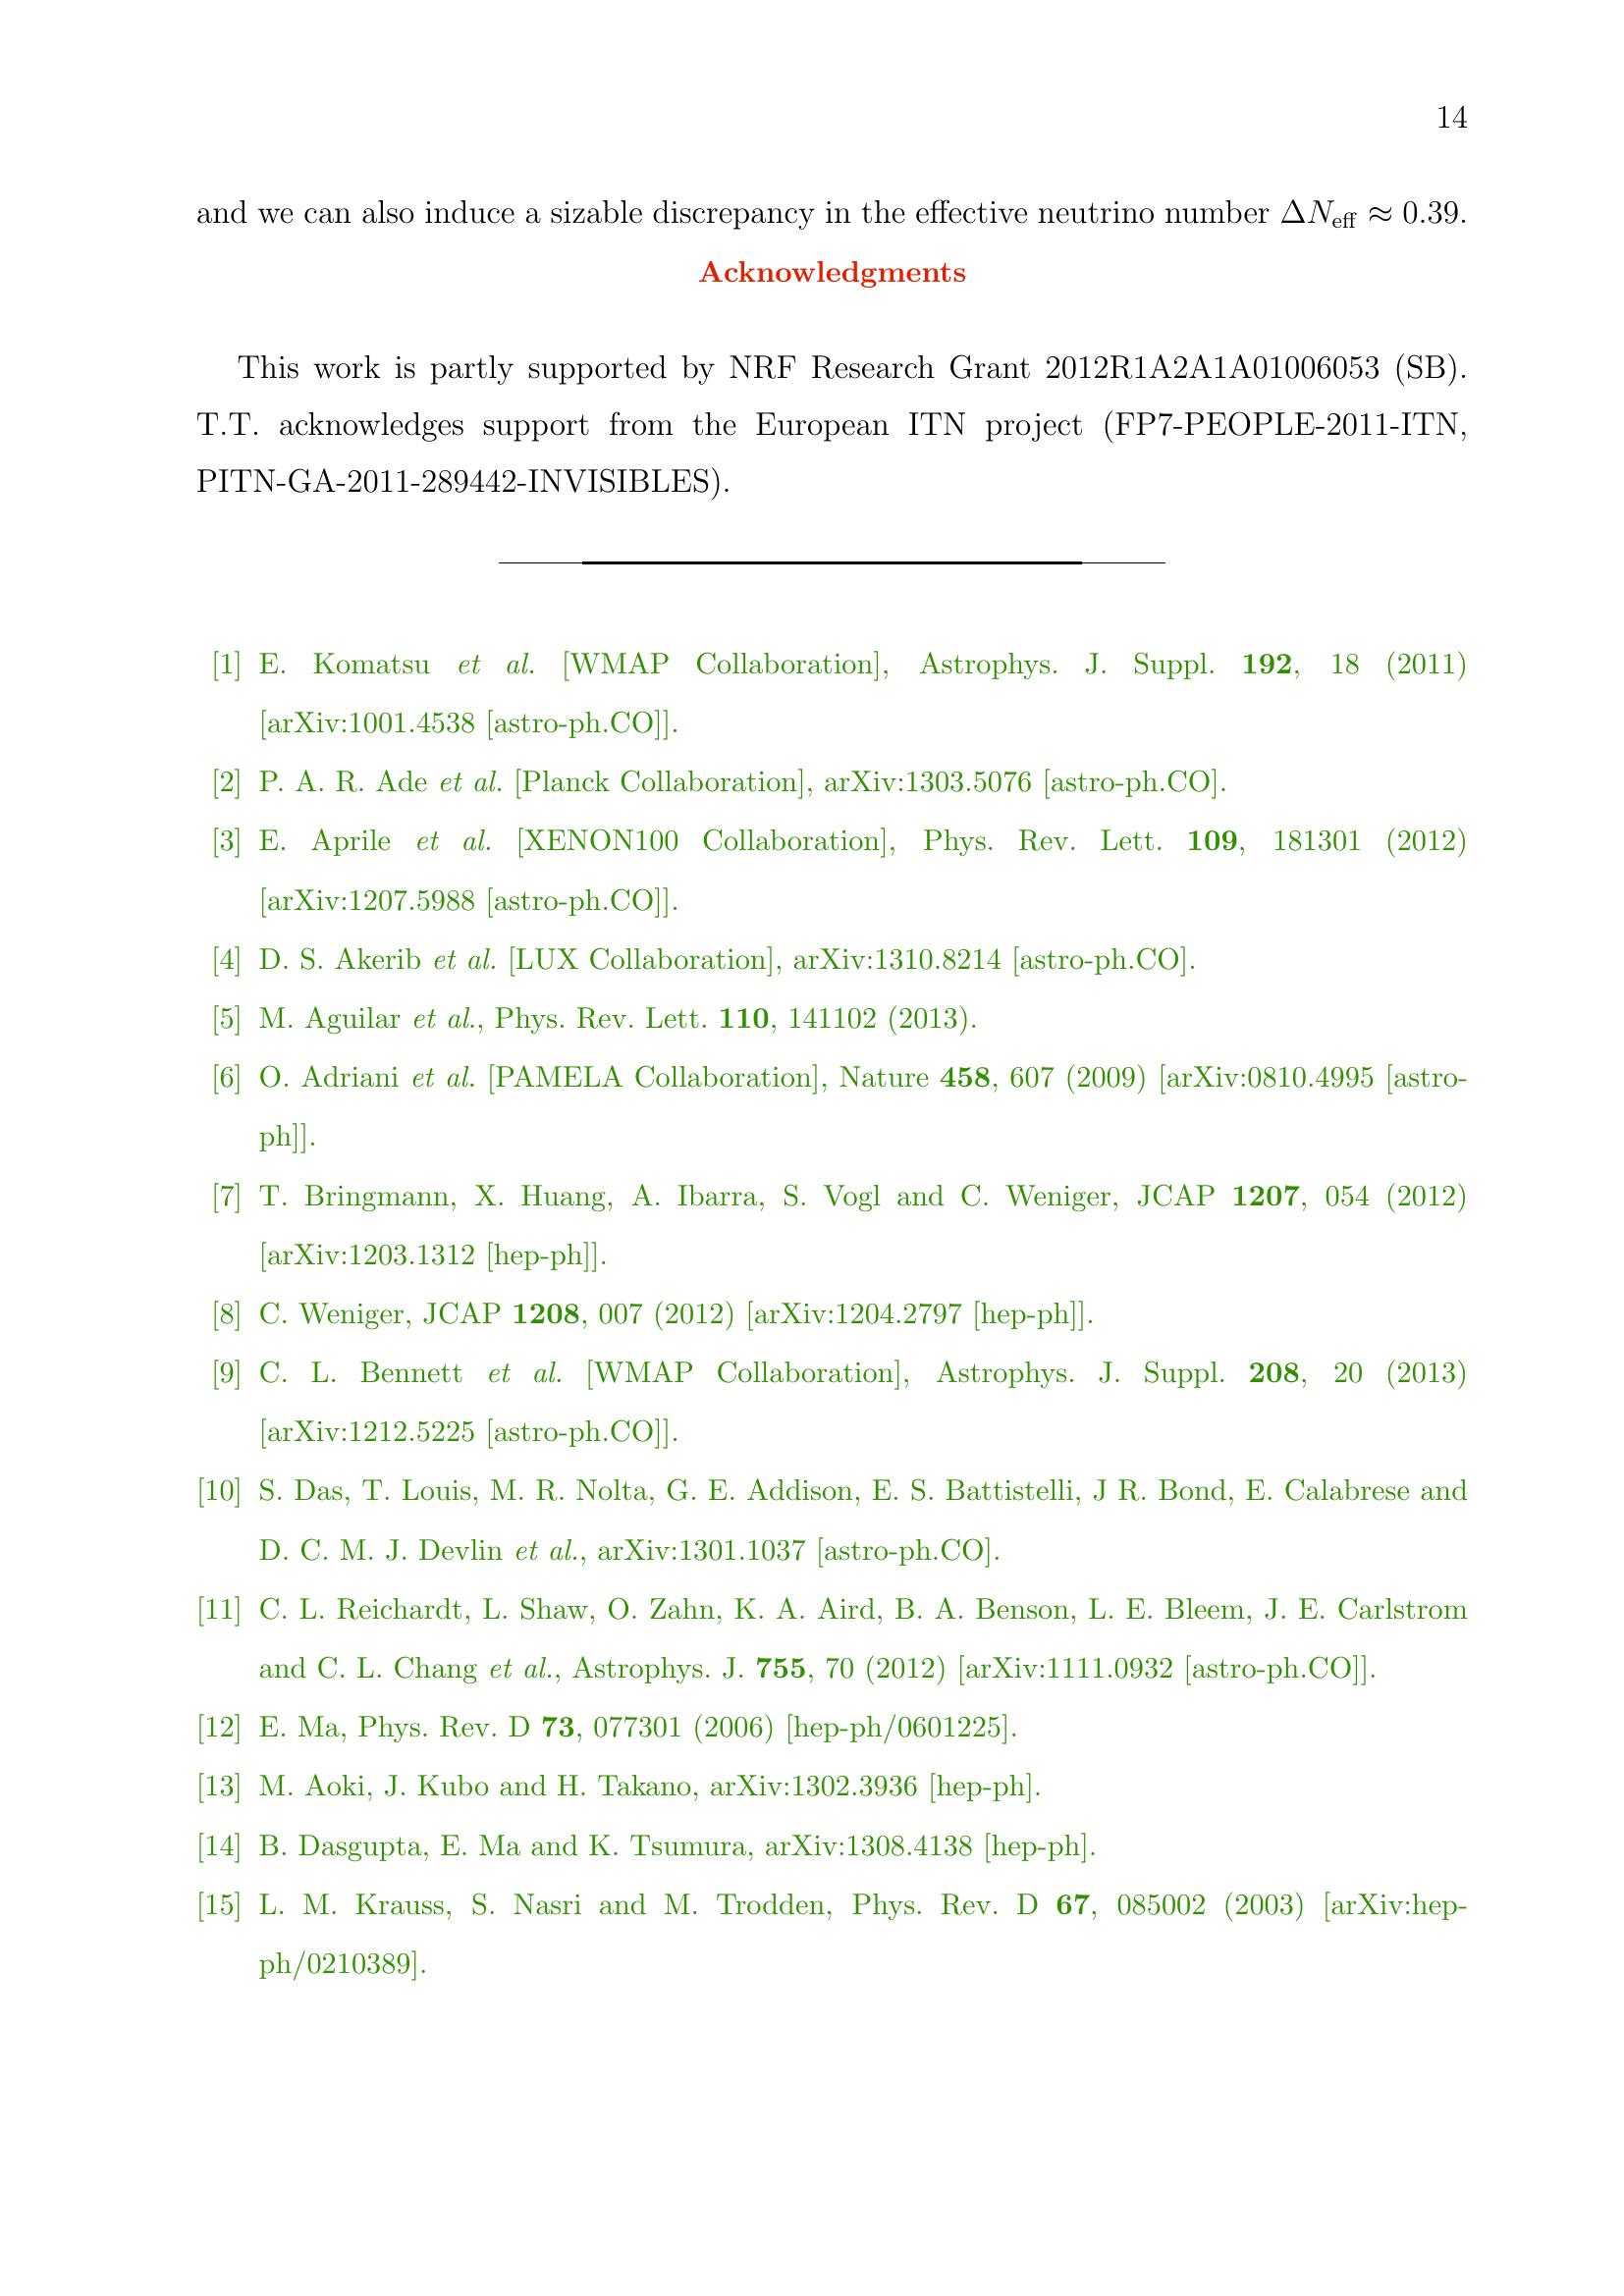 14
and we can also induce a sizable discrepancy in the effective neutrino number ΔN_eff ≈ 0.39.
Acknowledgments
This work is partly supported by NRF Research Grant 2012R1A2A1A01006053 (SB).
T.T. acknowledges support from the European ITN project (FP7-PEOPLE-2011-ITN,
PITN-GA-2011-289442-INVISIBLES).
[1] E. Komatsu et al. [WMAP Collaboration], Astrophys. J. Suppl. 192, 18 (2011)
[arXiv:1001.4538 [astro-ph.CO]].
[2] P. A. R. Ade et al. [Planck Collaboration], arXiv:1303.5076 [astro-ph.CO].
[3] E. Aprile et al. [XENON100 Collaboration], Phys. Rev. Lett. 109, 181301 (2012)
[arXiv:1207.5988 [astro-ph.CO]].
[4] D. S. Akerib et al. [LUX Collaboration], arXiv:1310.8214 [astro-ph.CO].
[5] M. Aguilar et al., Phys. Rev. Lett. 110, 141102 (2013).
[6] O. Adriani et al. [PAMELA Collaboration], Nature 458, 607 (2009) [arXiv:0810.4995 [astro-
ph]].
[7] T. Bringmann, X. Huang, A. Ibarra, S. Vogl and C. Weniger, JCAP 1207, 054 (2012)
[arXiv:1203.1312 [hep-ph]].
[8] C. Weniger, JCAP 1208, 007 (2012) [arXiv:1204.2797 [hep-ph]].
[9] C. L. Bennett et al. [WMAP Collaboration], Astrophys. J. Suppl. 208, 20 (2013)
[arXiv:1212.5225 [astro-ph.CO]].
[10] S. Das, T. Louis, M. R. Nolta, G. E. Addison, E. S. Battistelli, J R. Bond, E. Calabrese and
D. C. M. J. Devlin et al., arXiv:1301.1037 [astro-ph.CO].
[11] C. L. Reichardt, L. Shaw, O. Zahn, K. A. Aird, B. A. Benson, L. E. Bleem, J. E. Carlstrom
and C. L. Chang et al., Astrophys. J. 755, 70 (2012) [arXiv:1111.0932 [astro-ph.CO]].
[12] E. Ma, Phys. Rev. D 73, 077301 (2006) [hep-ph/0601225].
[13] M. Aoki, J. Kubo and H. Takano, arXiv:1302.3936 [hep-ph].
[14] B. Dasgupta, E. Ma and K. Tsumura, arXiv:1308.4138 [hep-ph].
[15] L. M. Krauss, S. Nasri and M. Trodden, Phys. Rev. D 67, 085002 (2003) [arXiv:hep-
ph/0210389].